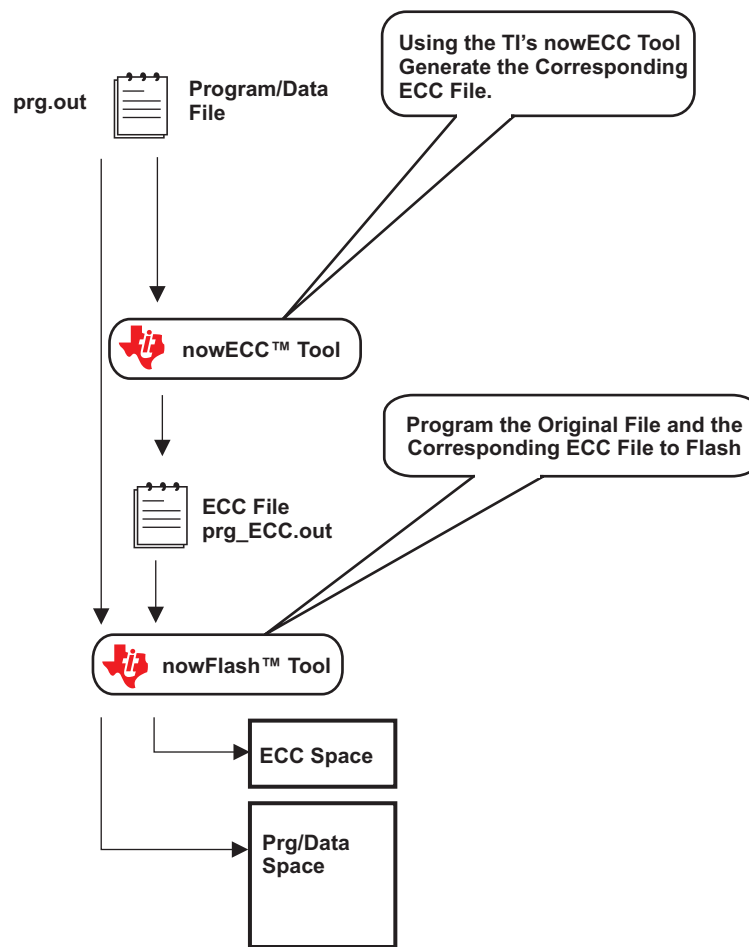 Using the TI's nowECC Tool
Generate the Corresponding
ECC File.
prg.out
Program/Data
File
nowECC™ Tool
Program the Original File and the
Corresponding ECC File to Flash
ECC File
prg_ECC.out
nowFlash™ Tool
ECC Space
Prg/Data
Space